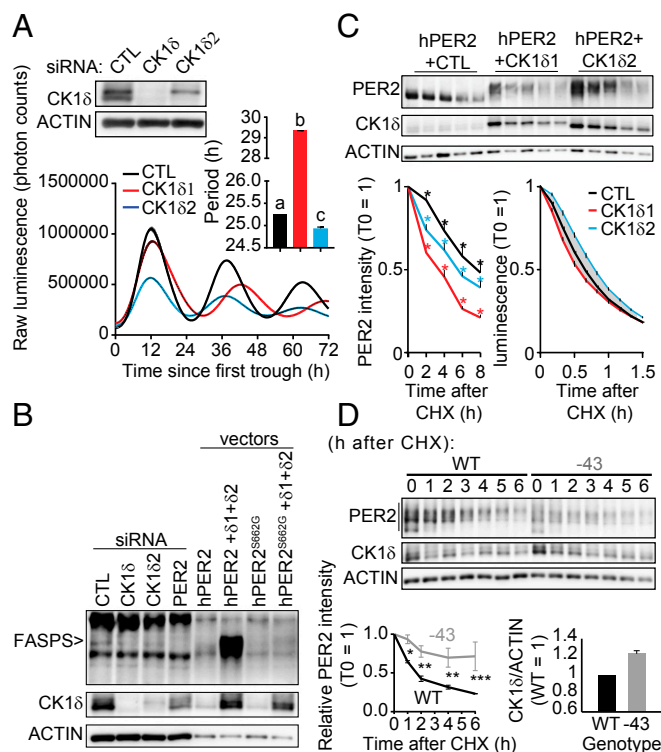 A
siRNA: CTL CK1δ CK1δ2
CK1δ
ACTIN
Raw luminescence (photon counts)
1500000
1000000
500000
0
CTL
CK1δ1
CK1δ2
Period (h)
30.0
29.5
29.0
25.5
25.0
24.5
a
b
c
0 12 24 36 48 60 72
Time since first trough (h)
B
vectors
siRNA
CTL
CK1δ
CK1δ2
PER2
hPER2
hPER2 +δ1+δ2
hPER2S662G
hPER2S662G +δ1+δ2
FASPS>
CK1δ
ACTIN
C
hPER2 +CTL
hPER2 +CK1δ1
hPER2+ CK1δ2
PER2
CK1δ
ACTIN
PER2 intensity (T0 = 1)
1
0.5
0
* * * *
* * * *
* * * *
0 2 4 6 8
Time after CHX (h)
luminescence (T0 = 1)
1
0.5
0
CTL
CK1δ1
CK1δ2
0 0.5 1 1.5
Time after CHX (h)
D
(h after CHX):
WT
-43
0 1 2 3 4 5 6 0 1 2 3 4 5 6
PER2
CK1δ
ACTIN
Relative PER2 intensity (T0 = 1)
1.0
0.5
0
-43
WT
* ** ** ***
0 1 2 3 4 5 6
Time after CHX (h)
CK1δ/ACTIN (WT = 1)
1.4
1.2
1
0.8
WT -43
Genotype